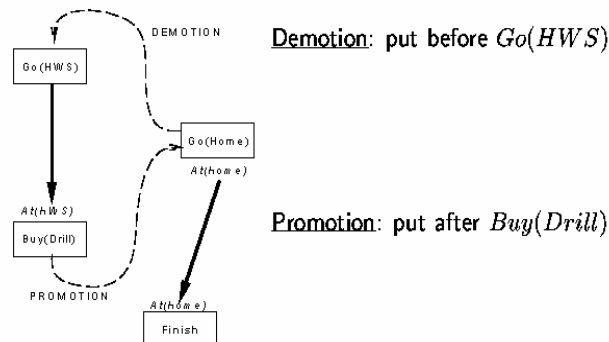 DEMOTION
Demotion: put before Go(HWS)
Go(HWS)
Go(Home)
At(home)
At(hWS)
Buy(Drill)
Promotion: put after Buy(Drill)
PROMOTION
At(home)
Finish